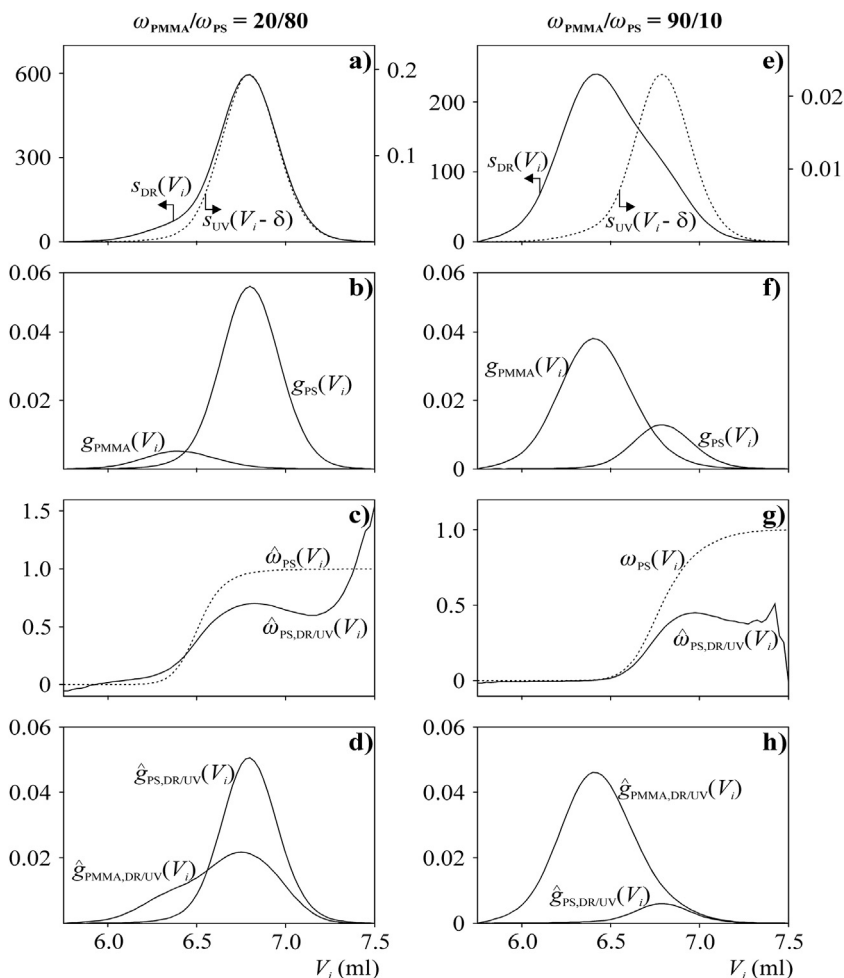 ω_PMMA/ω_PS = 20/80
a)
600
300
0
0.2
0.1
s_DR(V_i)
s_UV(V_i - δ)
b)
0.06
0.04
0.02
0
g_PS(V_i)
g_PMMA(V_i)
c)
1.5
1.0
0.5
0
ω̂_PS(V_i)
ω̂_PS,DR/UV(V_i)
d)
0.06
0.04
0.02
ĝ_PS,DR/UV(V_i)
ĝ_PMMA,DR/UV(V_i)
6.0 6.5 7.0 7.5
V_i (ml)
ω_PMMA/ω_PS = 90/10
e)
200
100
0
0.02
0.01
s_DR(V_i)
s_UV(V_i - δ)
f)
0.06
0.04
0.02
0
g_PMMA(V_i)
g_PS(V_i)
g)
1.0
0.5
0
ω_PS(V_i)
ω̂_PS,DR/UV(V_i)
h)
0.06
0.04
0.02
0
ĝ_PMMA,DR/UV(V_i)
ĝ_PS,DR/UV(V_i)
6.0 6.5 7.0 7.5
V_i (ml)